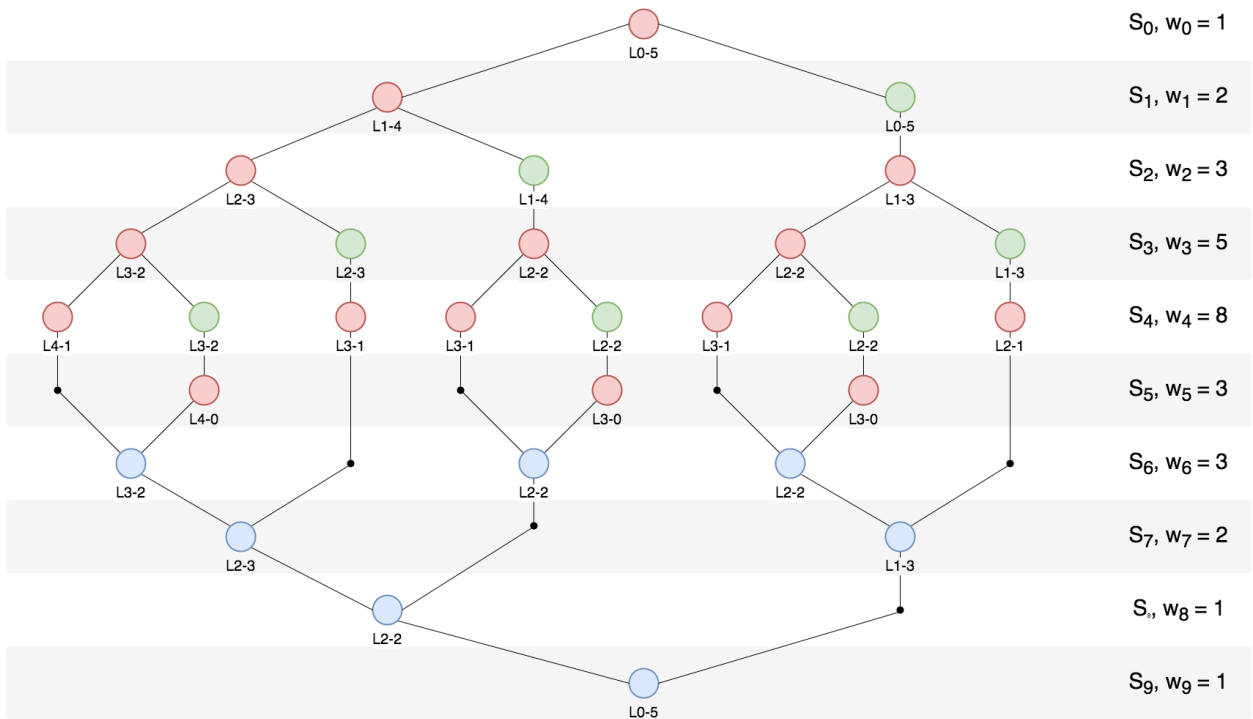 S0, w0 = 1
L0-5
S1, w1 = 2
L1-4
L0-5
S2, w2 = 3
L2-3
L1-4
L1-3
S3, w3 = 5
L3-2
L2-3
L2-2
L2-2
L1-3
S4, w4 = 8
L4-1
L3-2
L3-1
L3-1
L2-2
L3-1
L2-2
L2-1
S5, w5 = 3
L4-0
L3-0
L3-0
S6, w6 = 3
L3-2
L2-2
L2-2
S7, w7 = 2
L2-3
L1-3
S8, w8 = 1
L2-2
S9, w9 = 1
L0-5